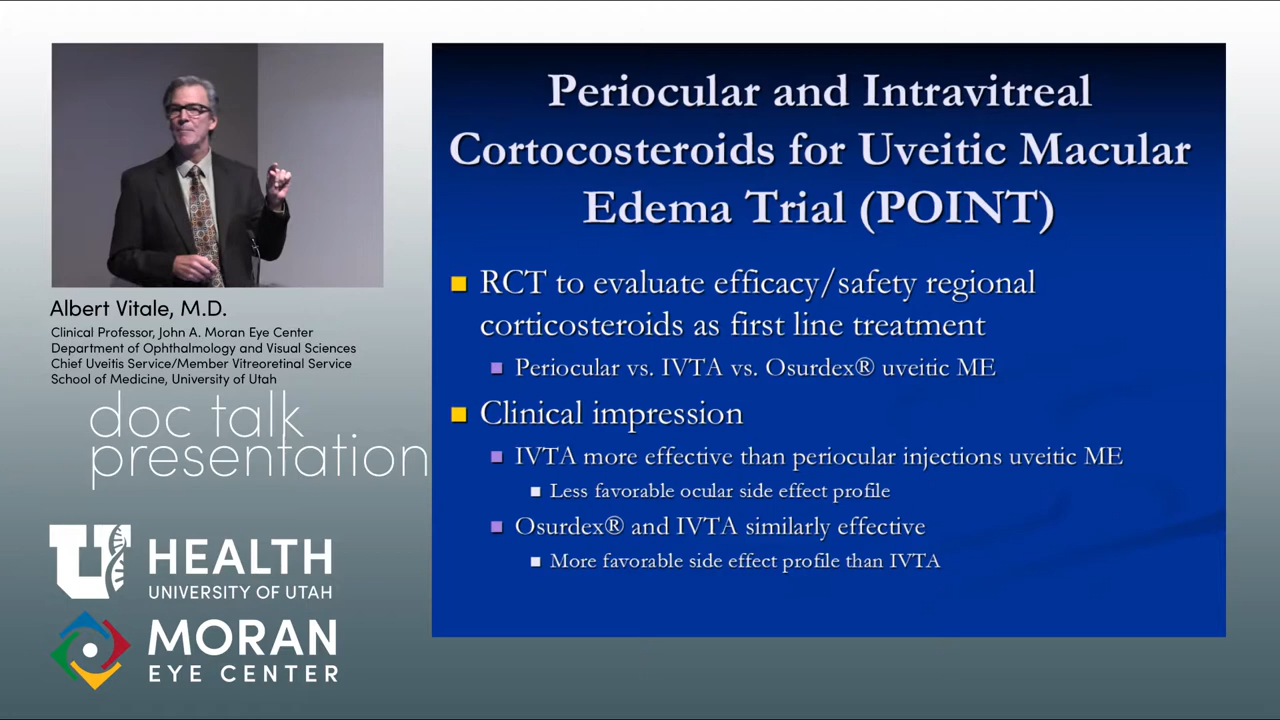 Periocular and Intravitreal
Cortocosteroids for Uveitic Macular
Edema Trial (POINT)
RCT to evaluate efficacy/safety regional
corticosteroids as first line treatment
Periocular vs. IVTA vs. Osurdex® uveitic ME
Clinical impression
IVTA more effective than periocular injections uveitic ME
Less favorable ocular side effect profile
Osurdex® and IVTA similarly effective
More favorable side effect profile than IVTA
Albert Vitale, M.D.
Clinical Professor, John A. Moran Eye Center
Department of Ophthalmology and Visual Sciences
Chief Uveitis Service/Member Vitreoretinal Service
School of Medicine, University of Utah
doc talk
presentation
U HEALTH
UNIVERSITY OF UTAH
MORAN
EYE CENTER